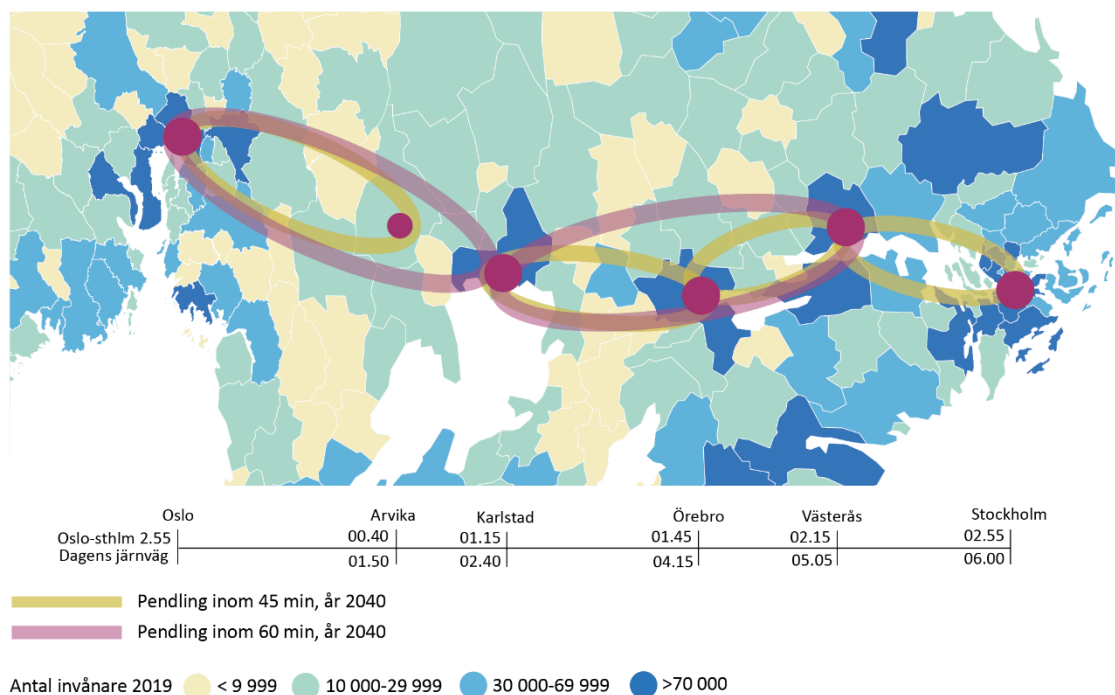 Oslo Arvika Karlstad Örebro Västerås Stockholm
Oslo-sthlm 2.55 00.40 01.15 01.45 02.15 02.55
Dagens järnväg 01.50 02.40 04.15 05.05 06.00
Pendling inom 45 min, år 2040
Pendling inom 60 min, år 2040
Antal invånare 2019 < 9 999 10 000-29 999 30 000-69 999 >70 000